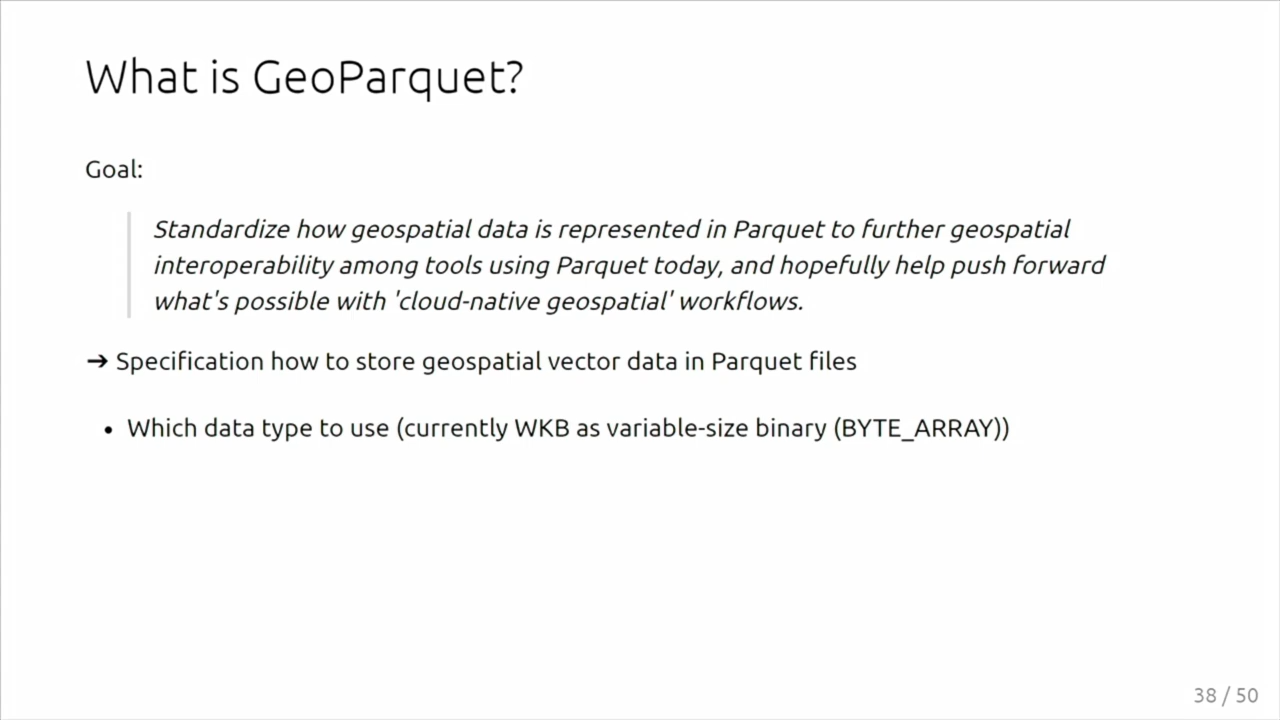 What is GeoParquet?
Goal:
Standardize how geospatial data is represented in Parquet to further geospatial
interoperability among tools using Parquet today, and hopefully help push forward
what's possible with 'cloud-native geospatial' workflows.
➔ Specification how to store geospatial vector data in Parquet files
• Which data type to use (currently WKB as variable-size binary (BYTE_ARRAY))
38 / 50